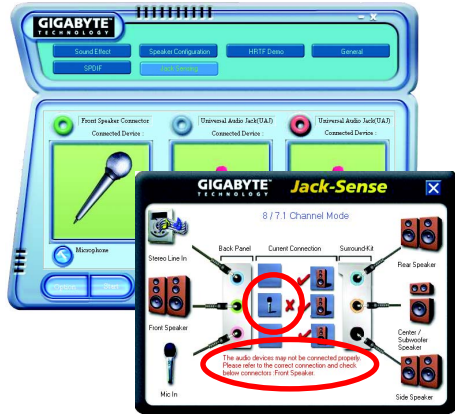 GIGABYTE™
TECHNOLOGY
Sound Effect
Speaker Configuration
HRTF Demo
General
SPDIF
Jack Sensing
Front Speaker Connector
Connected Device :
Universal Audio Jack(UAJ)
Connected Device :
Universal Audio Jack(UAJ)
Connected Device :
Microphone
Option
Start
GIGABYTE™
TECHNOLOGY
Jack-Sense
X
8 / 7.1 Channel Mode
Stereo Line In
Back Panel
Current Connection
Surround-Kit
Rear Speaker
Front Speaker
Center /
Subwoofer
Speaker
The audio devices may not be connected properly.
Please refer to the correct connection and check
below connectors :Front Speaker.
Mic In
Side Speaker